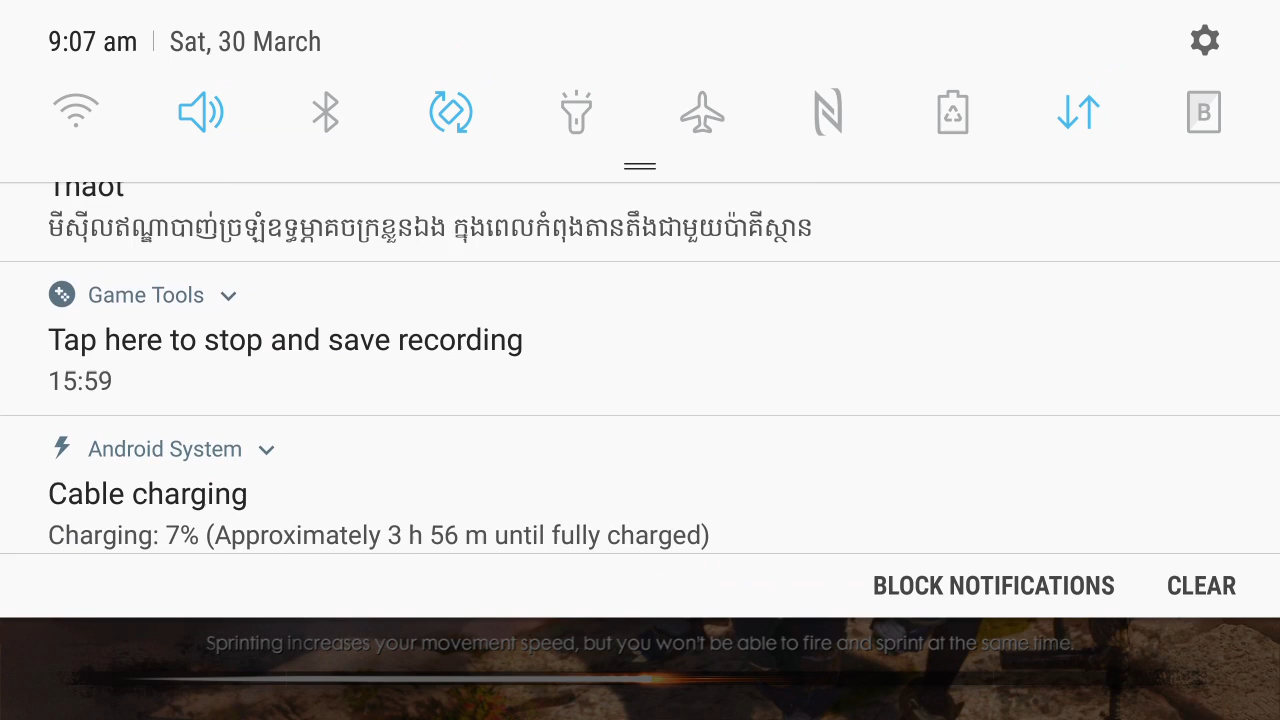 9:07 am | Sat, 30 March
B
Thaot
មីស៊ីលឥណ្ឌាបាញ់ច្រឡំឧទ្ធម្ភាគចក្រខ្លួនឯង ក្នុងពេលកំពុងតានតឹងជាមួយប៉ាគីស្ថាន
Game Tools
Tap here to stop and save recording
15:59
Android System
Cable charging
Charging: 7% (Approximately 3 h 56 m until fully charged)
BLOCK NOTIFICATIONS CLEAR
Sprinting increases your movement speed, but you won't be able to fire and sprint at the same time.